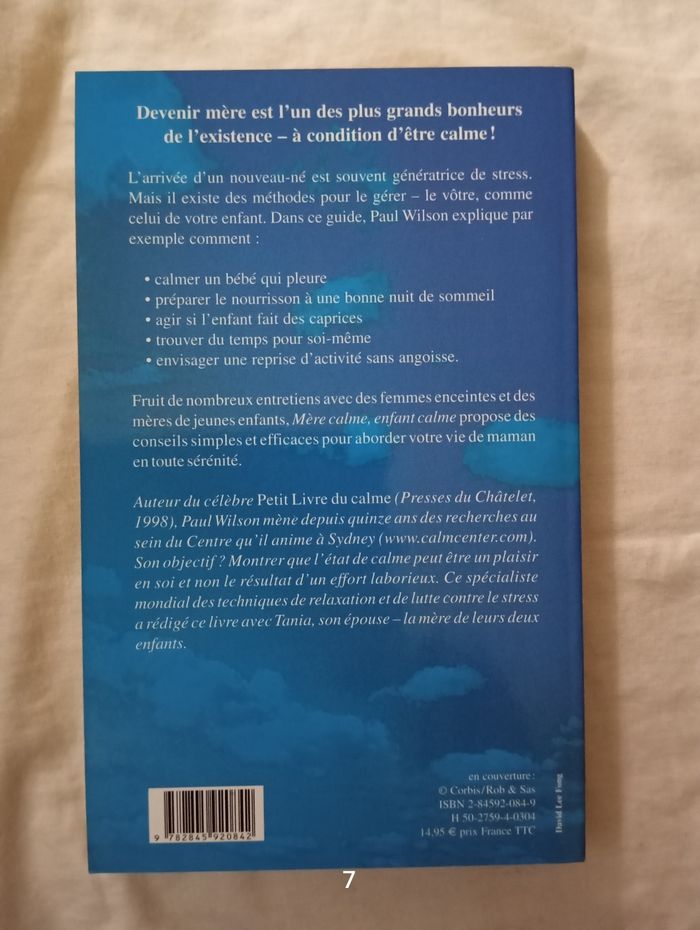 Devenir mère est l'un des plus grands bonheurs
de l'existence – à condition d'être calme !
L'arrivée d'un nouveau-né est souvent génératrice de stress.
Mais il existe des méthodes pour le gérer – le vôtre, comme
celui de votre enfant. Dans ce guide, Paul Wilson explique par
exemple comment :
• calmer un bébé qui pleure
• préparer le nourrisson à une bonne nuit de sommeil
• agir si l'enfant fait des caprices
• trouver du temps pour soi-même
• envisager une reprise d'activité sans angoisse.
Fruit de nombreux entretiens avec des femmes enceintes et des
mères de jeunes enfants, Mère calme, enfant calme propose des
conseils simples et efficaces pour aborder votre vie de maman
en toute sérénité.
Auteur du célèbre Petit Livre du calme (Presses du Châtelet,
1998), Paul Wilson mène depuis quinze ans des recherches au
sein du Centre qu'il anime à Sydney (www.calmcenter.com).
Son objectif ? Montrer que l'état de calme peut être un plaisir
en soi et non le résultat d'un effort laborieux. Ce spécialiste
mondial des techniques de relaxation et de lutte contre le stress
a rédigé ce livre avec Tania, son épouse – la mère de leurs deux
enfants.
en couverture :
© Corbis/Rob & Sas
ISBN 2-84592-084-9
H 50-2759-4-0304
14,95 € prix France TTC
David Lee Fong
9 782845 920842
7